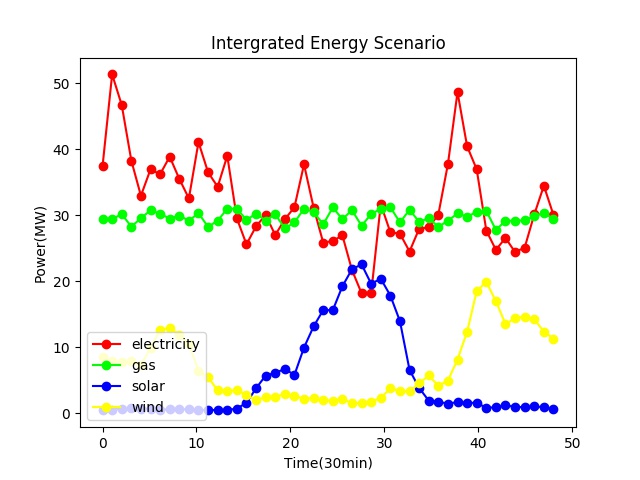 Intergrated Energy Scenario
Power(MW)
50
40
30
20
10
0
electricity
gas
solar
wind
0 10 20 30 40 50
Time(30min)